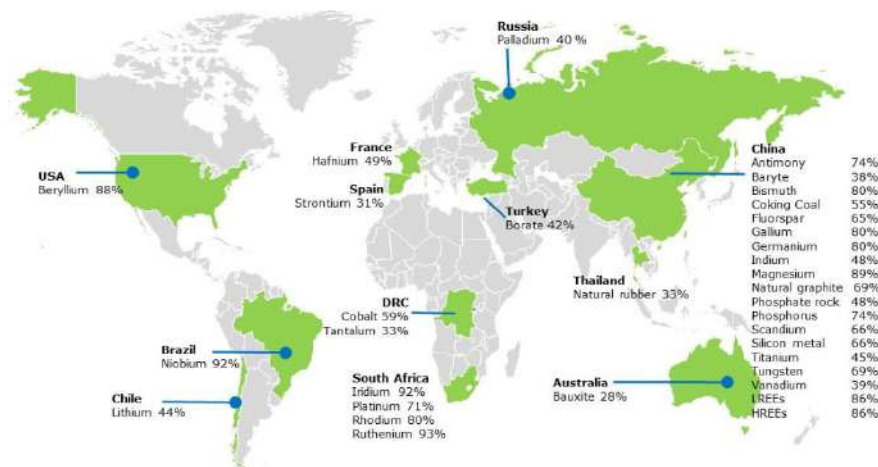 Russia
Palladium 40 %
France
Hafnium 49%
USA
Beryllium 88%
Spain
Strontium 31%
Turkey
Borate 42%
China
Antimony 74%
Baryte 38%
Bismuth 80%
Coking Coal 55%
Fluorspar 65%
Gallium 80%
Germanium 80%
Indium 48%
Magnesium 89%
Natural graphite 69%
Phosphate rock 48%
Phosphorus 74%
Scandium 66%
Silicon metal 66%
Titanium 45%
Tungsten 69%
Vanadium 39%
LREEs 86%
HREEs 86%
Thailand
Natural rubber 33%
DRC
Cobalt 59%
Tantalum 33%
Brazil
Niobium 92%
Chile
Lithium 44%
South Africa
Iridium 92%
Platinum 71%
Rhodium 80%
Ruthenium 93%
Australia
Bauxite 28%